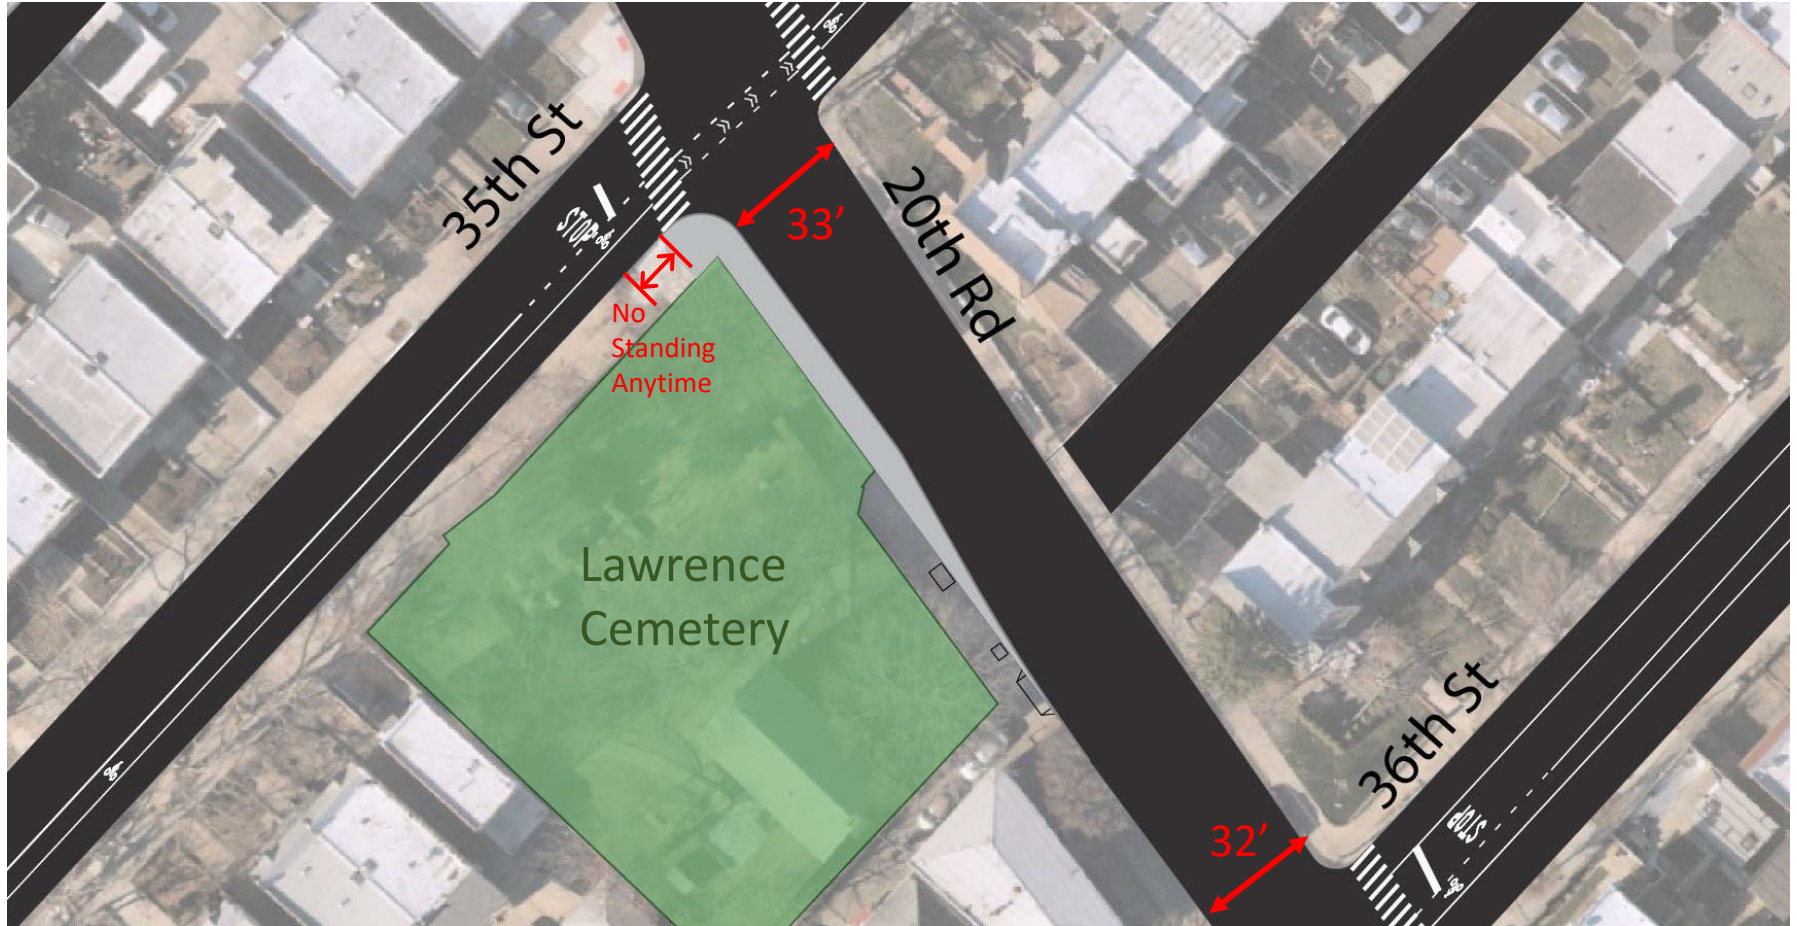 35th St
STOP
33’
20th Rd
No
Standing
Anytime
Lawrence
Cemetery
36th St
STOP
32’